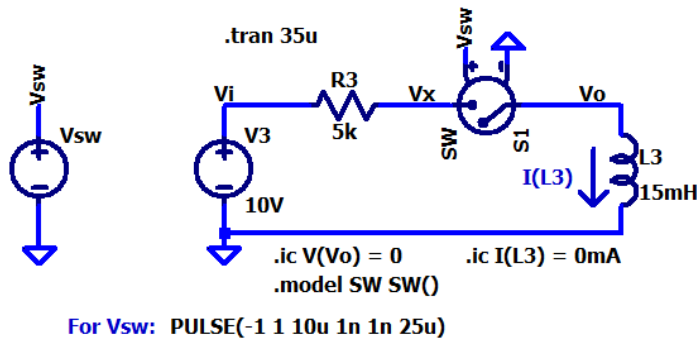 .tran 35u
Vsw
+
-
R3
Vi
Vx
Vo
5k
SW
S1
Vsw
Vsw
+
-
V3
+
-
10V
L3
I(L3)
15mH
.ic V(Vo) = 0
.ic I(L3) = 0mA
.model SW SW()
For Vsw: PULSE(-1 1 10u 1n 1n 25u)